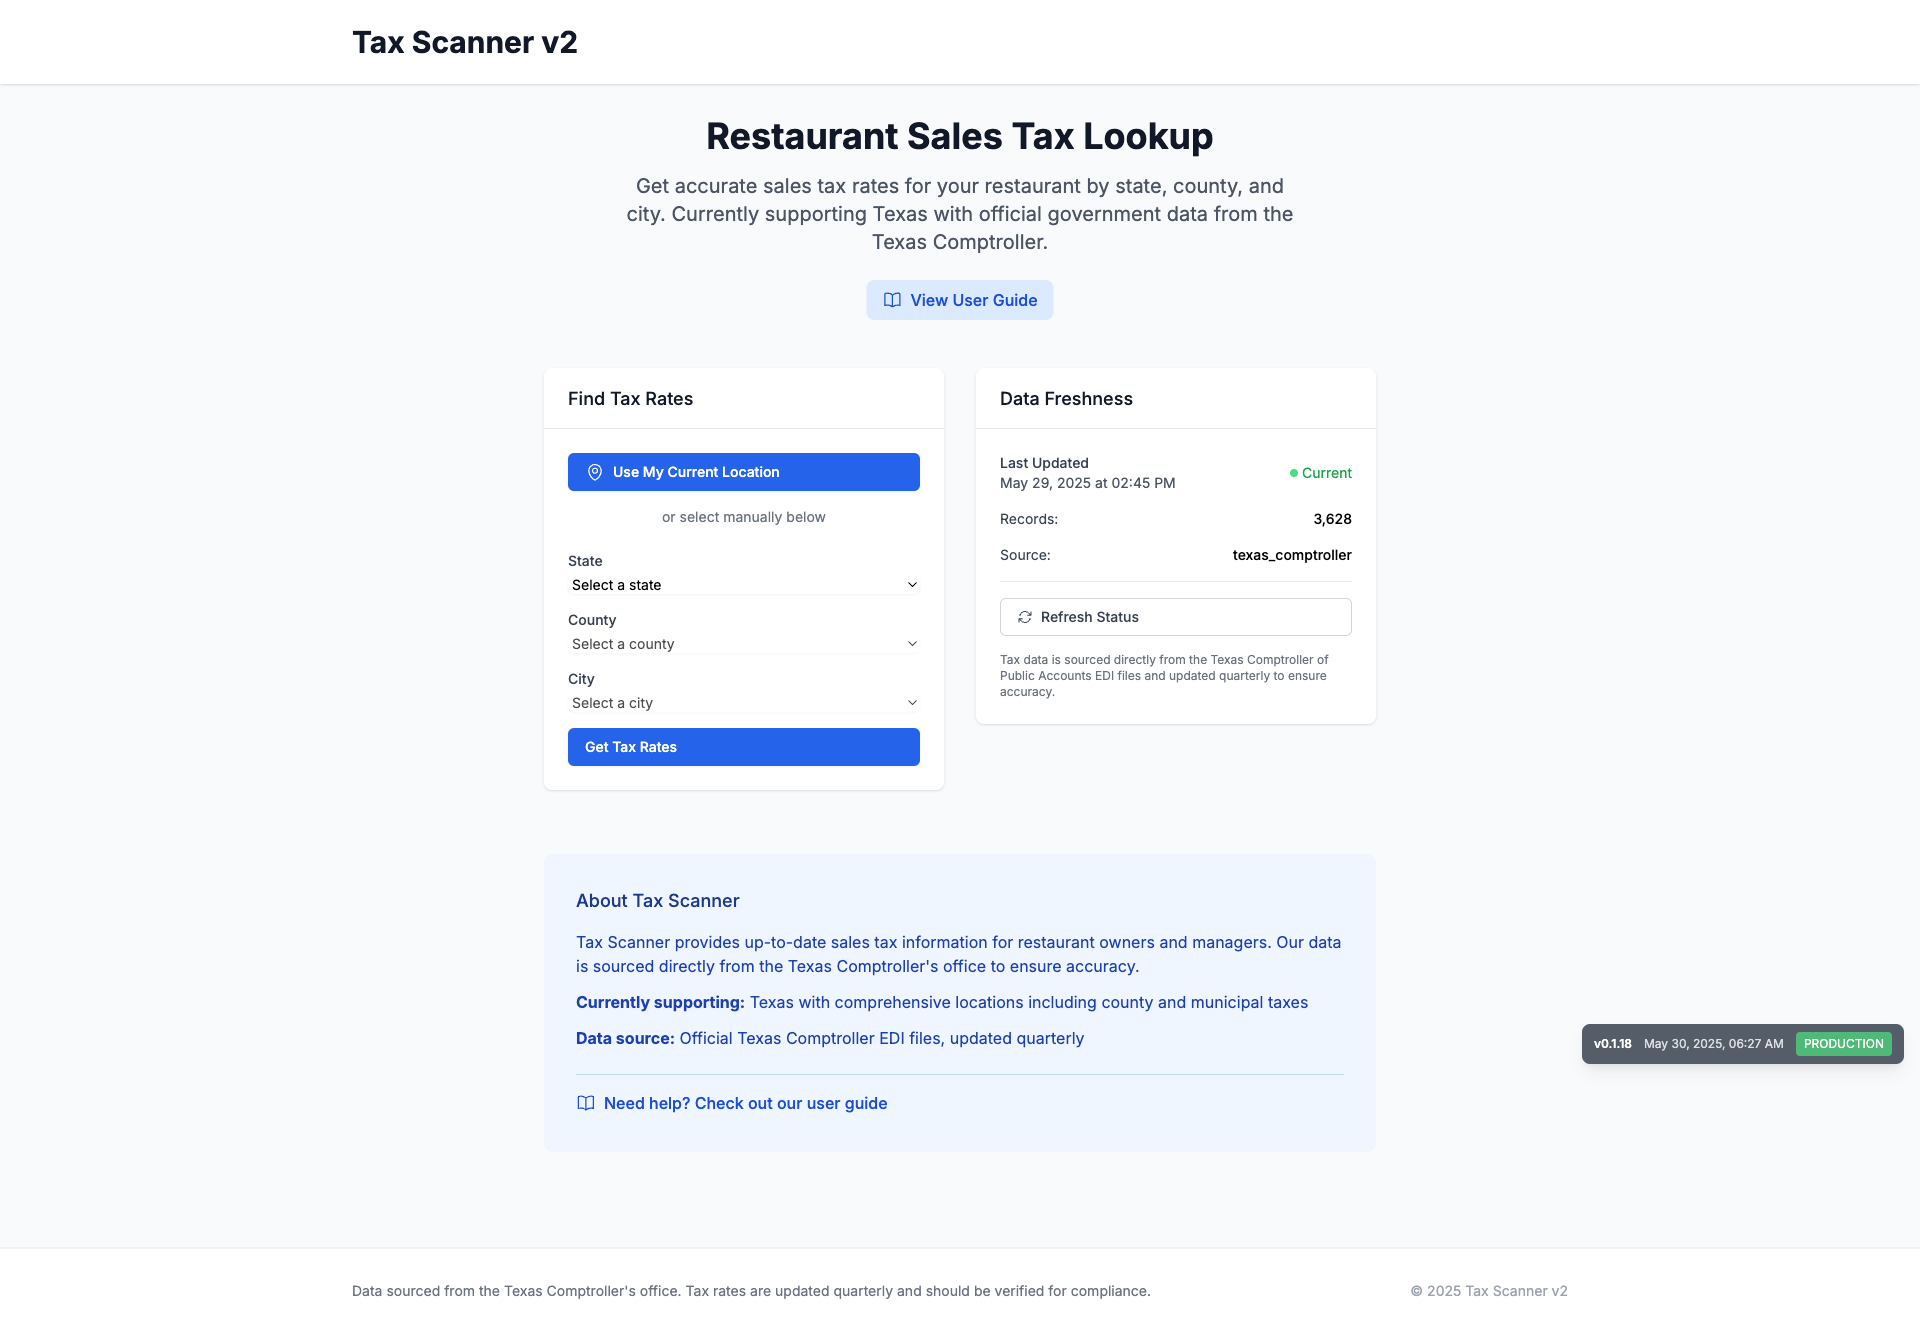 Tax Scanner v2
Restaurant Sales Tax Lookup
Get accurate sales tax rates for your restaurant by state, county, and
city. Currently supporting Texas with official government data from the
Texas Comptroller.
View User Guide
Find Tax Rates
Use My Current Location
or select manually below
State
Select a state
County
Select a county
City
Select a city
Get Tax Rates
Data Freshness
Last Updated
May 29, 2025 at 02:45 PM
Current
Records:
3,628
Source:
texas_comptroller
Refresh Status
Tax data is sourced directly from the Texas Comptroller of
Public Accounts EDI files and updated quarterly to ensure
accuracy.
About Tax Scanner
Tax Scanner provides up-to-date sales tax information for restaurant owners and managers. Our data
is sourced directly from the Texas Comptroller's office to ensure accuracy.
Currently supporting: Texas with comprehensive locations including county and municipal taxes
Data source: Official Texas Comptroller EDI files, updated quarterly
Need help? Check out our user guide
v0.1.18 May 30, 2025, 06:27 AM PRODUCTION
Data sourced from the Texas Comptroller's office. Tax rates are updated quarterly and should be verified for compliance.
© 2025 Tax Scanner v2